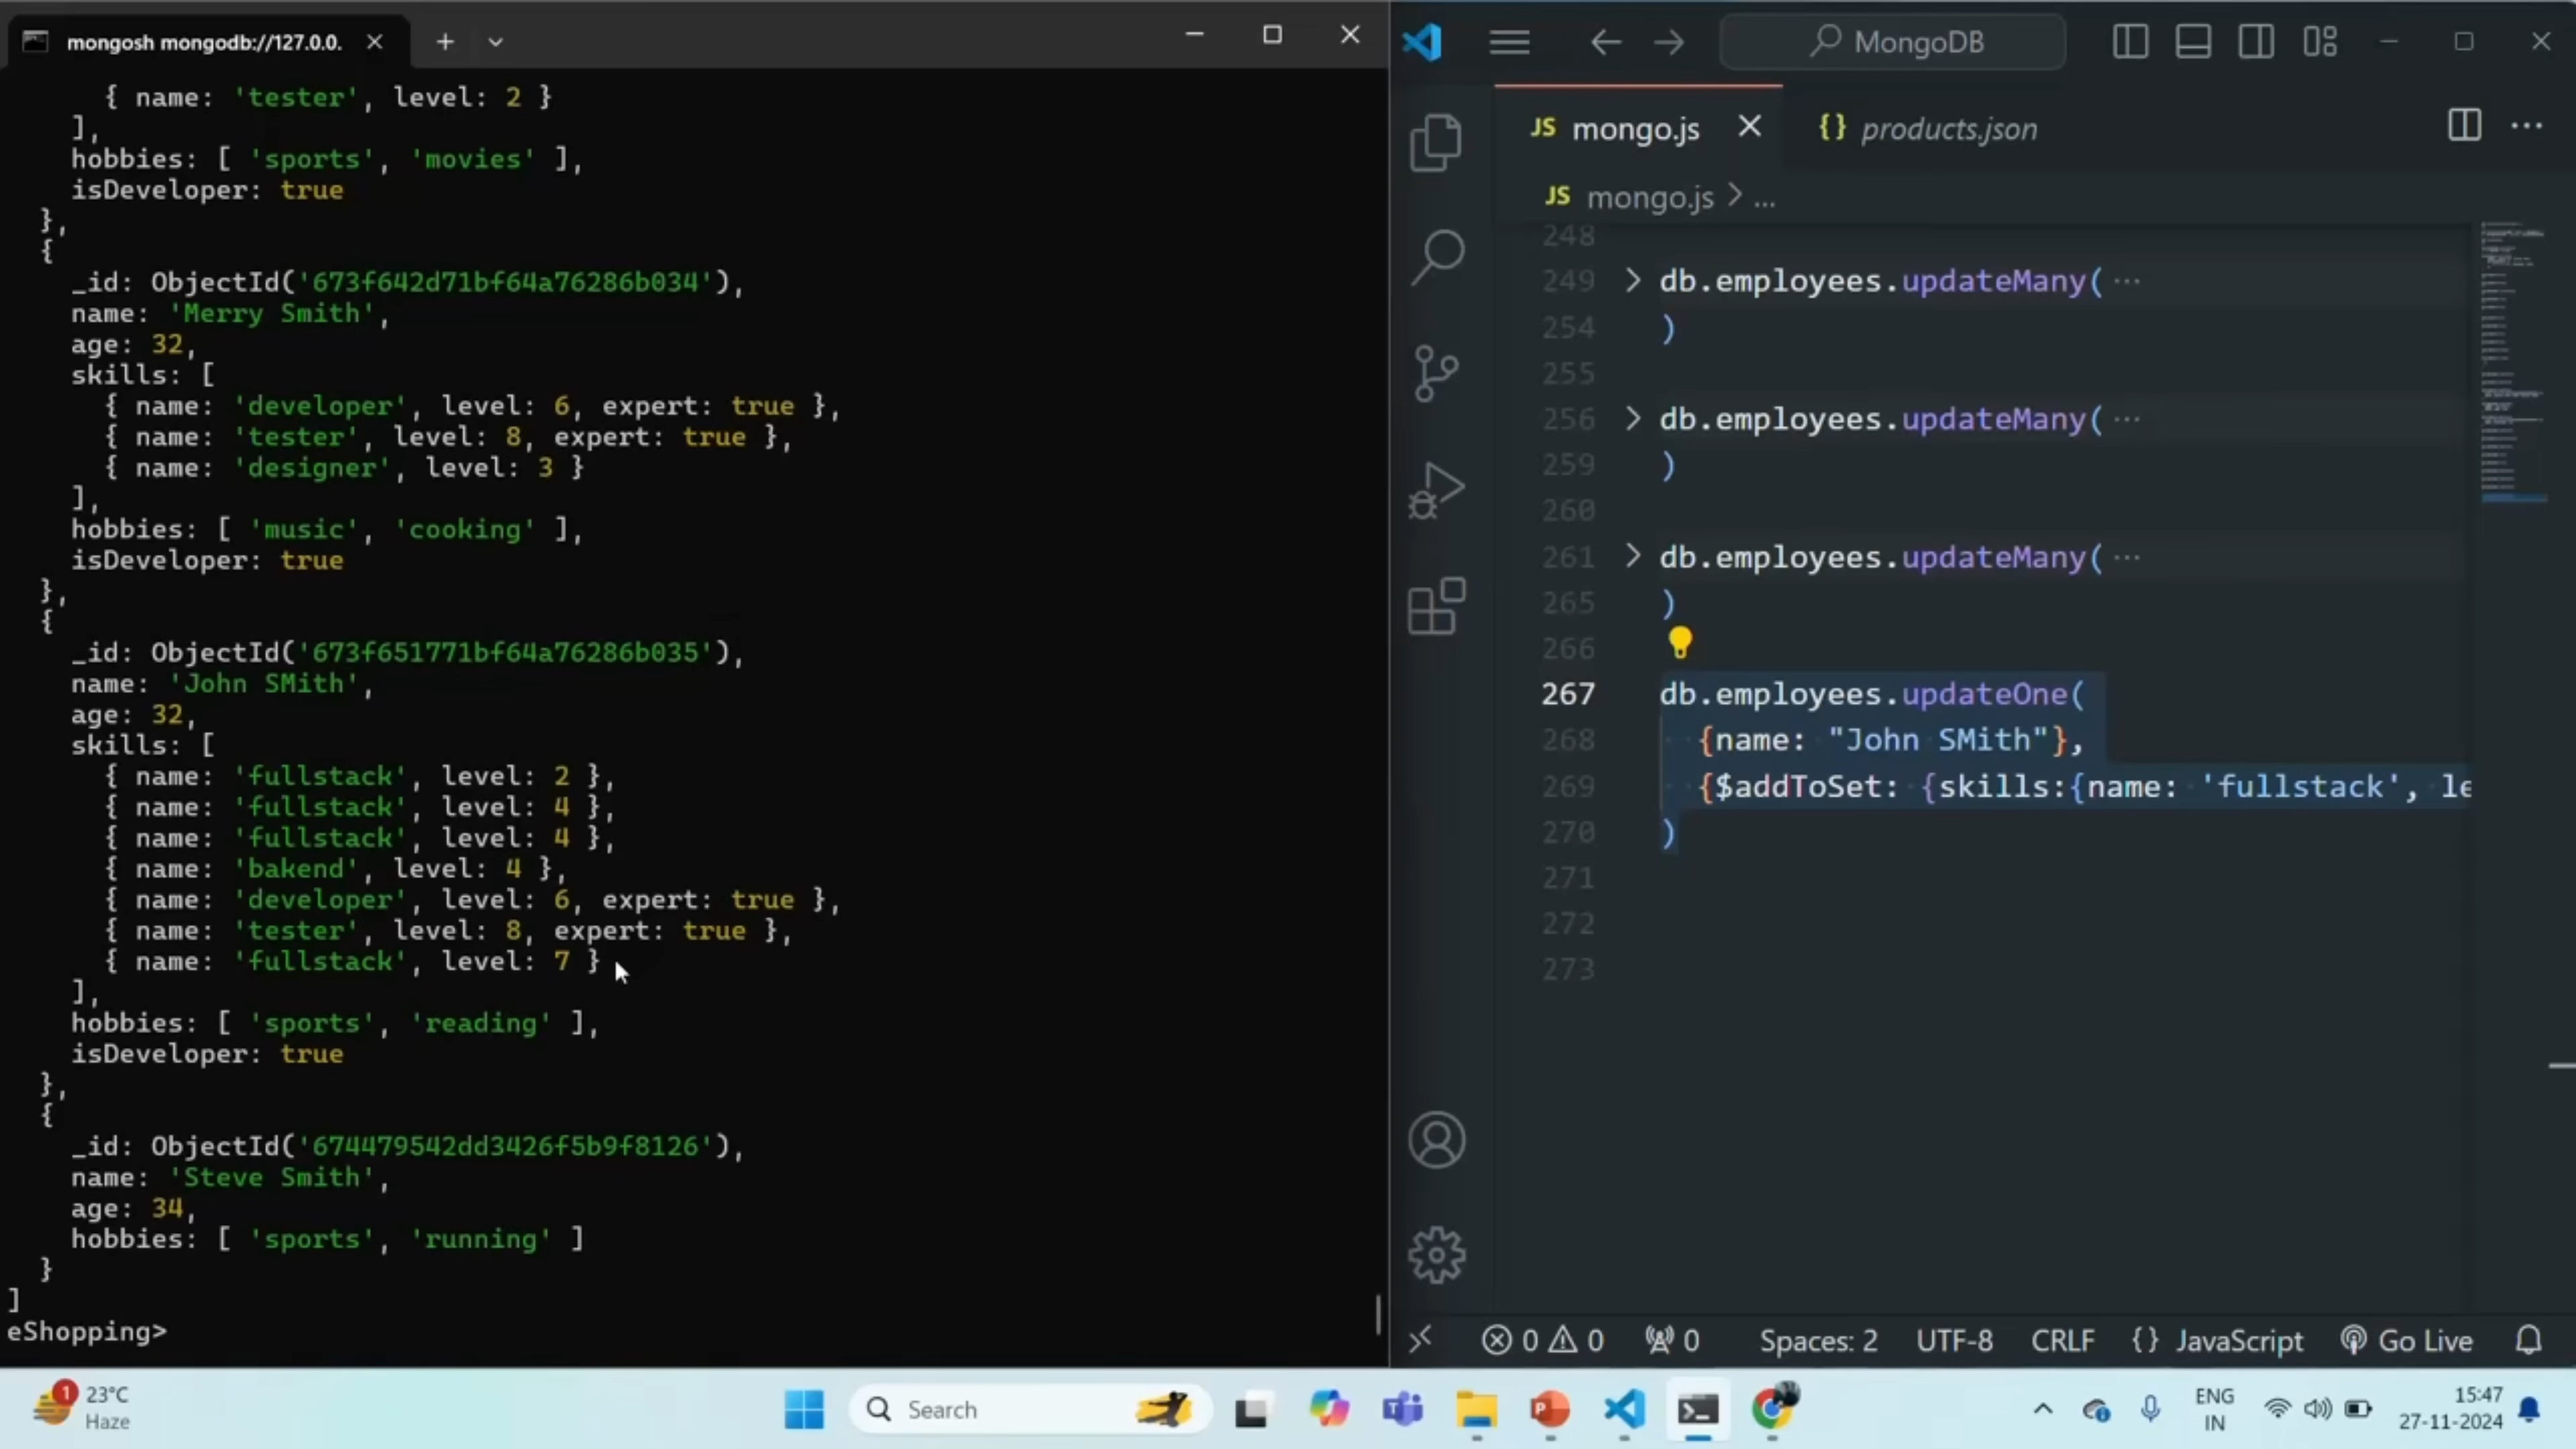 mongosh mongodb://127.0.0.
{ name: 'tester', level: 2 }
],
hobbies: [ 'sports', 'movies' ],
isDeveloper: true
},
{
_id: ObjectId('673f642d71bf64a76286b034'),
name: 'Merry Smith',
age: 32,
skills: [
{ name: 'developer', level: 6, expert: true },
{ name: 'tester', level: 8, expert: true },
{ name: 'designer', level: 3 }
],
hobbies: [ 'music', 'cooking' ],
isDeveloper: true
},
{
_id: ObjectId('673f651771bf64a76286b035'),
name: 'John SMith',
age: 32,
skills: [
{ name: 'fullstack', level: 2 },
{ name: 'fullstack', level: 4 },
{ name: 'fullstack', level: 4 },
{ name: 'bakend', level: 4 },
{ name: 'developer', level: 6, expert: true },
{ name: 'tester', level: 8, expert: true },
{ name: 'fullstack', level: 7 }
],
hobbies: [ 'sports', 'reading' ],
isDeveloper: true
},
{
_id: ObjectId('674479542dd3426f5b9f8126'),
name: 'Steve Smith',
age: 34,
hobbies: [ 'sports', 'running' ]
}
]
eShopping>
MongoDB
JS mongo.js
{} products.json
JS mongo.js > ...
248
249 > db.employees.updateMany( ···
254 )
255
256 > db.employees.updateMany( ···
259 )
260
261 > db.employees.updateMany( ···
265 )
266
267 db.employees.updateOne(
268 {name: "John SMith"},
269 {$addToSet: {skills:{name: 'fullstack', le
270 )
271
272
273
0 0 0 Spaces: 2 UTF-8 CRLF {} JavaScript Go Live
1 23°C
Haze
Search
ENG
IN
15:47
27-11-2024